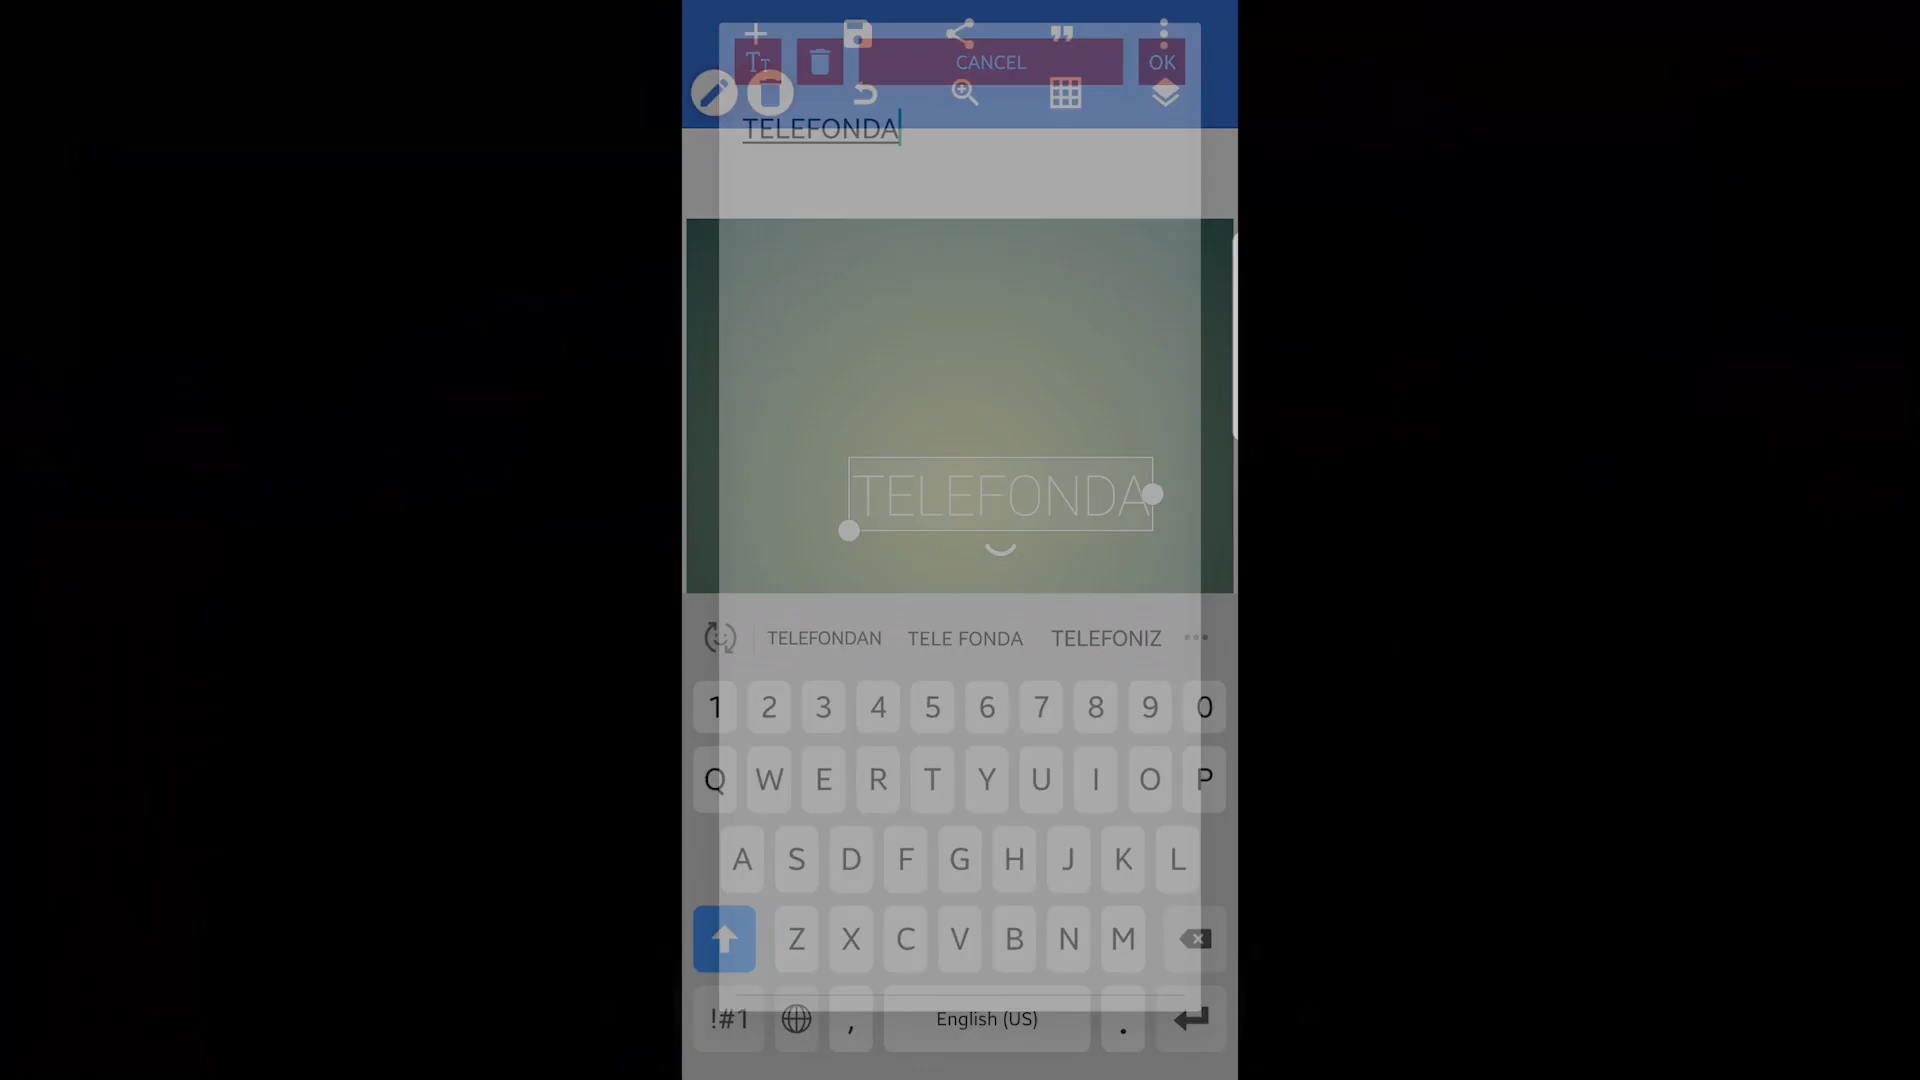 Tт CANCEL OK
TELEFONDA
TELEFONDA
TELEFONDAN TELE FONDA TELEFONIZ
1 2 3 4 5 6 7 8 9 0
Q W E R T Y U I O P
A S D F G H J K L
Z X C V B N M
!#1 , English (US) .